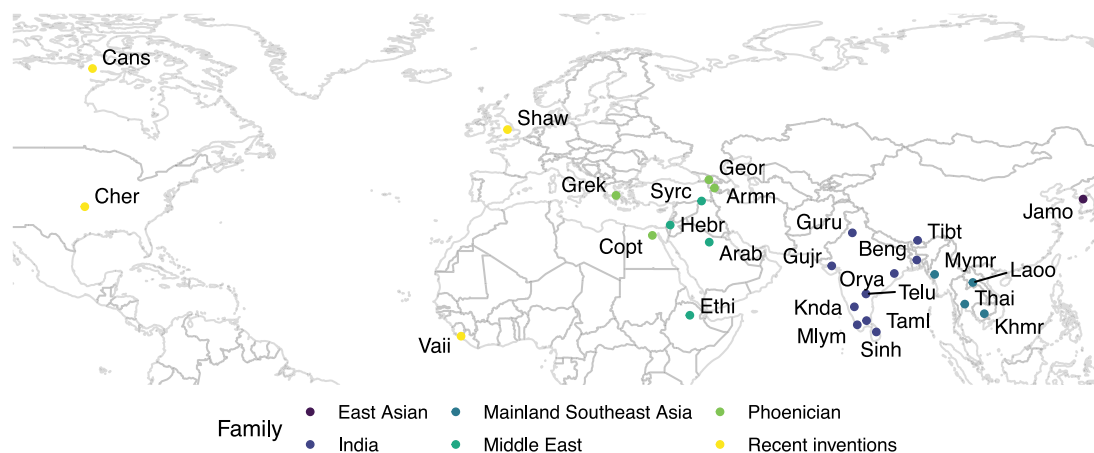 Cans
Shaw
Cher
Geor
Grek
Syrc
Armn
Jamo
Hebr
Guru
Tibt
Copt
Arab
Gujr
Beng
Mymr
Laoo
Orya
Telu
Thai
Ethi
Knda
Taml
Khmr
Vaii
Mlym
Sinh
Family
East Asian
Mainland Southeast Asia
Phoenician
India
Middle East
Recent inventions